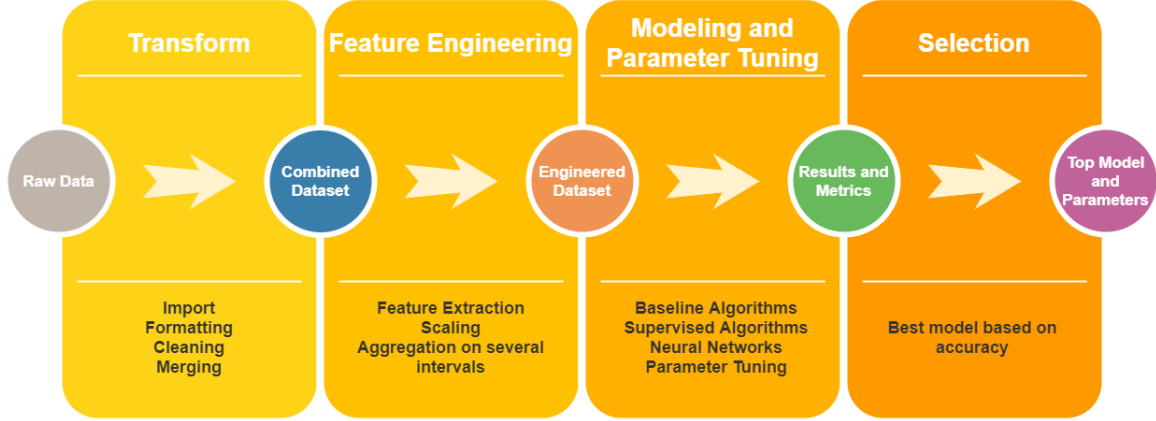 Transform
Feature Engineering
Modeling and
Parameter Tuning
Selection
Raw Data
Combined
Dataset
Engineered
Dataset
Results and
Metrics
Top Model
and
Parameters
Import
Formatting
Cleaning
Merging
Feature Extraction
Scaling
Aggregation on several
intervals
Baseline Algorithms
Supervised Algorithms
Neural Networks
Parameter Tuning
Best model based on
accuracy